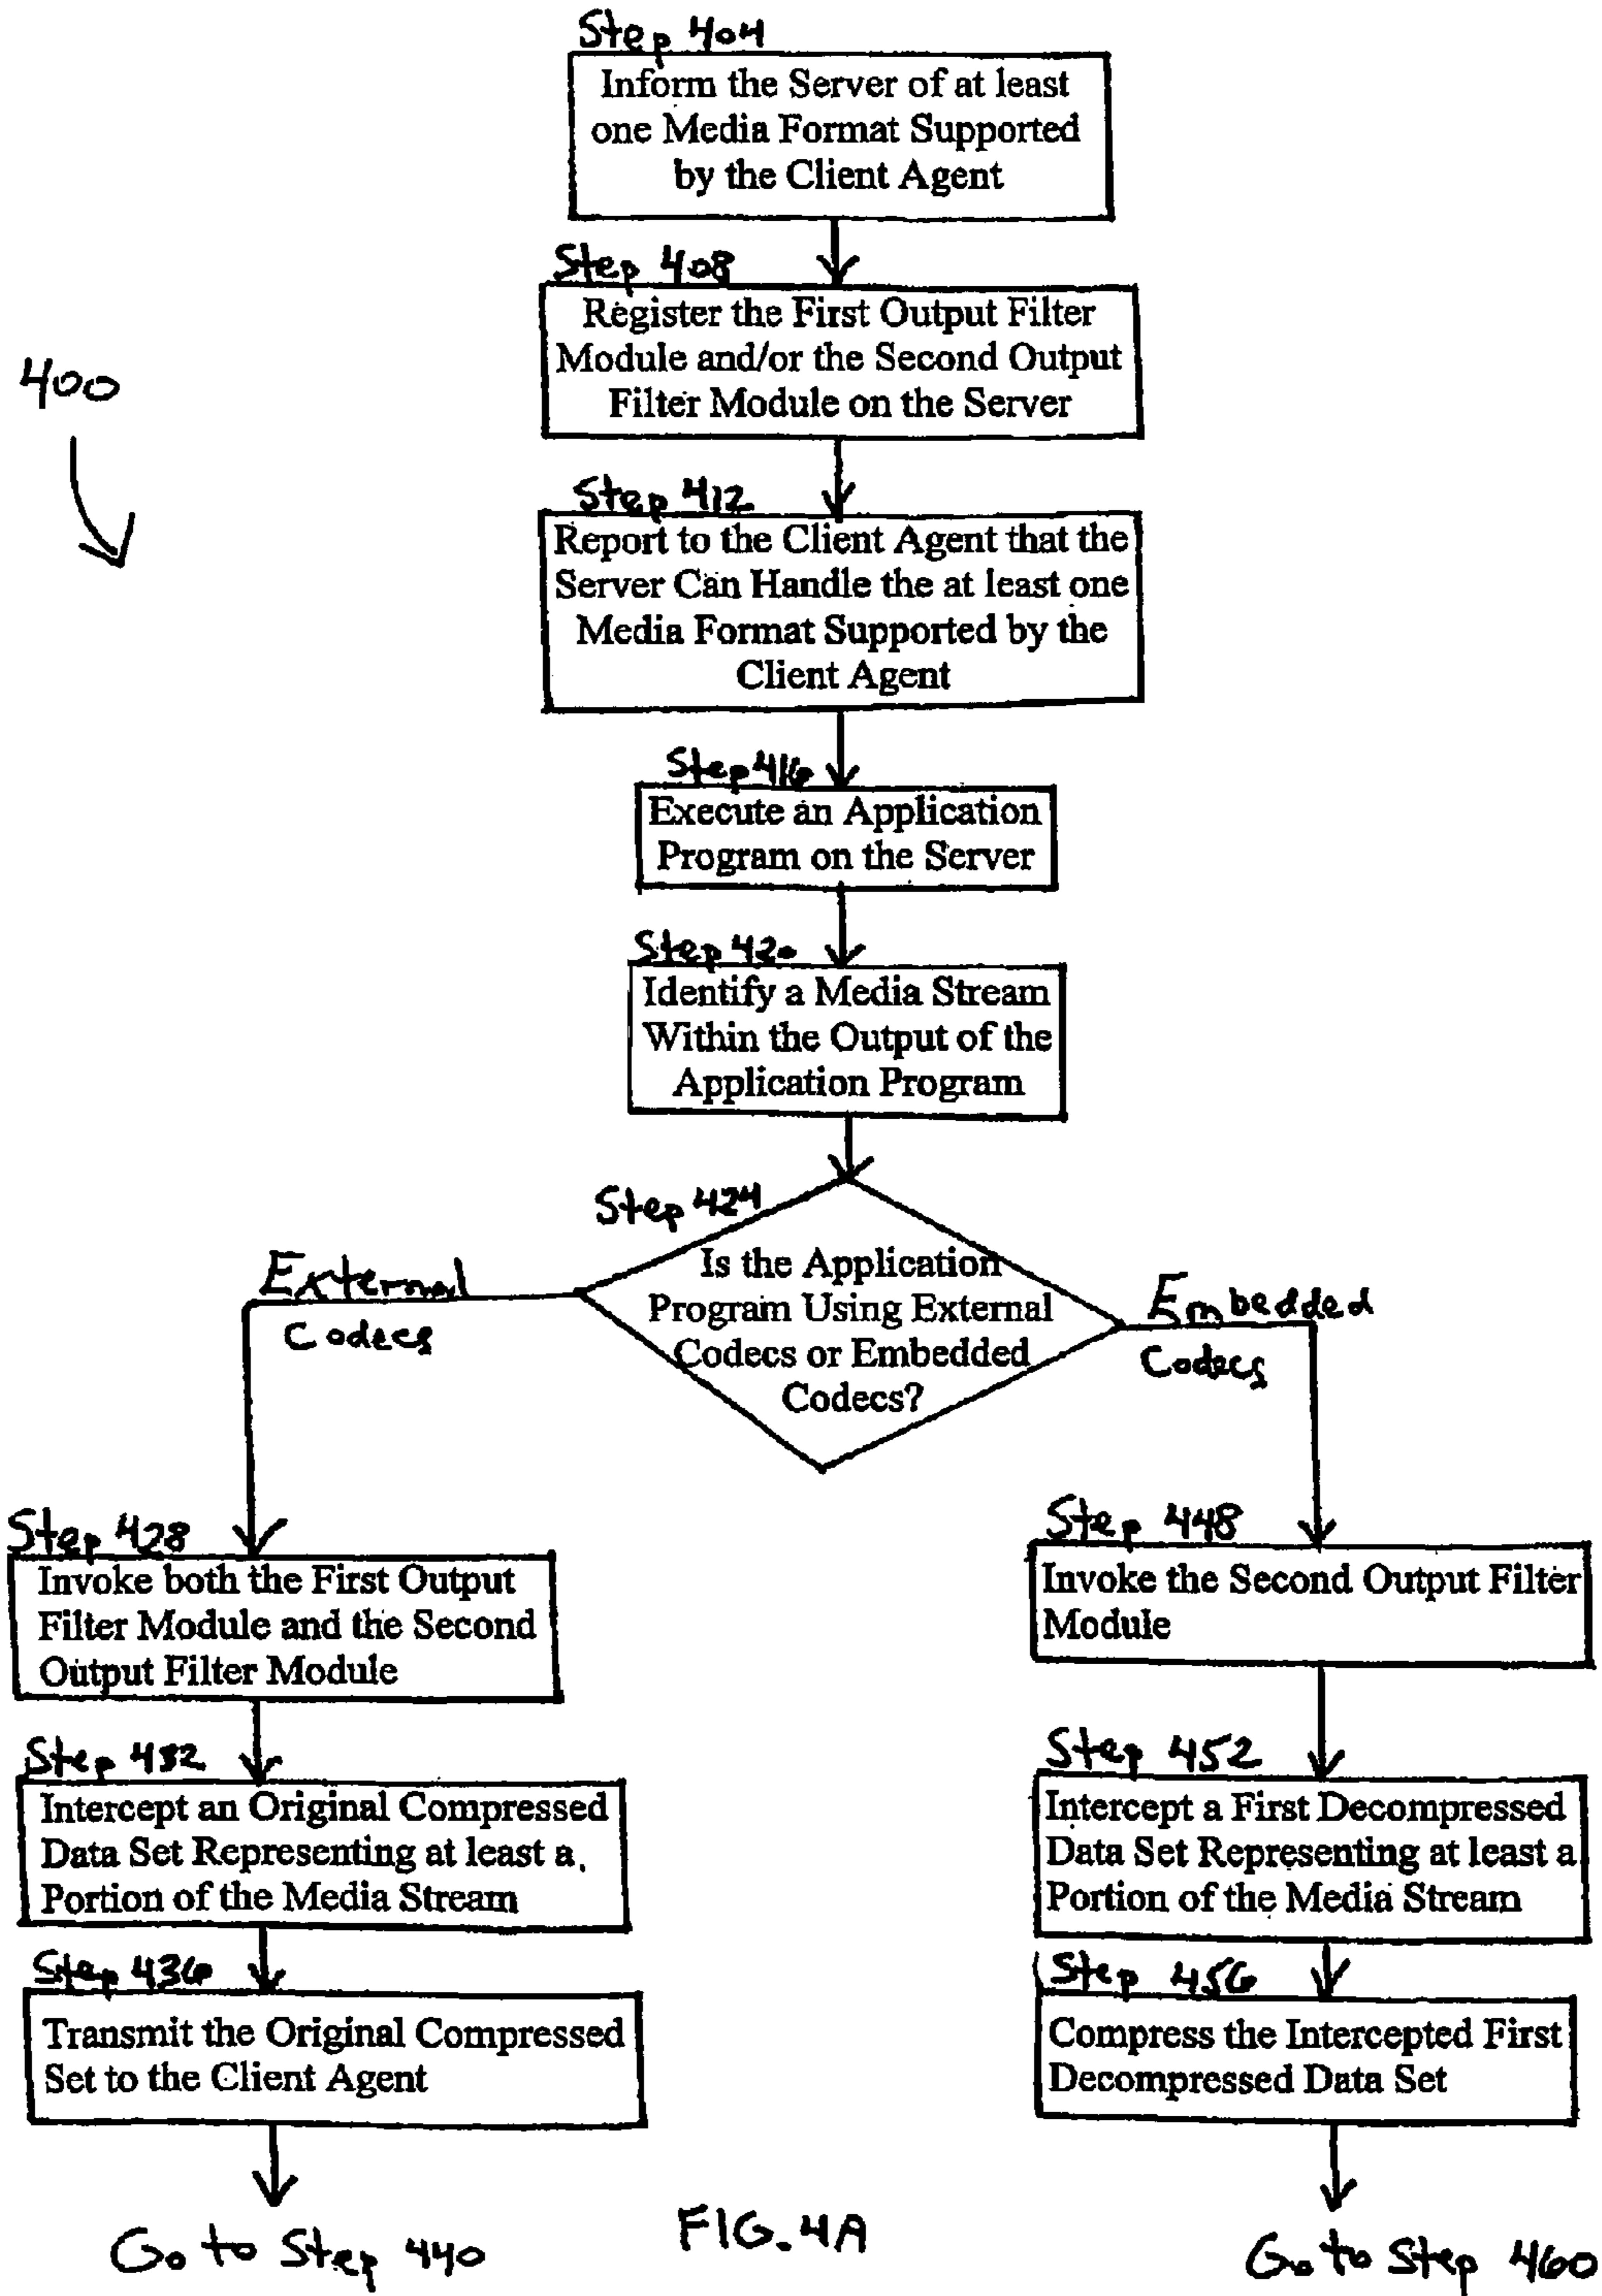 Step 404
Inform the Server of at least
one Media Format Supported
by the Client Agent
Step 408
Register the First Output Filter
Module and/or the Second Output
Filter Module on the Server
400
Step 412
Report to the Client Agent that the
Server Can Handle the at least one
Media Format Supported by the
Client Agent
Step 416
Execute an Application
Program on the Server
Step 420
Identify a Media Stream
Within the Output of the
Application Program
Step 424
Is the Application
Program Using External
Codecs or Embedded
Codecs?
External
Codecs
Embedded
Codecs
Step 428
Invoke both the First Output
Filter Module and the Second
Output Filter Module
Step 432
Intercept an Original Compressed
Data Set Representing at least a
Portion of the Media Stream
Step 436
Transmit the Original Compressed
Set to the Client Agent
Go to Step 440
Step 448
Invoke the Second Output Filter
Module
Step 452
Intercept a First Decompressed
Data Set Representing at least a
Portion of the Media Stream
Step 456
Compress the Intercepted First
Decompressed Data Set
Go to Step 460
FIG. 4A